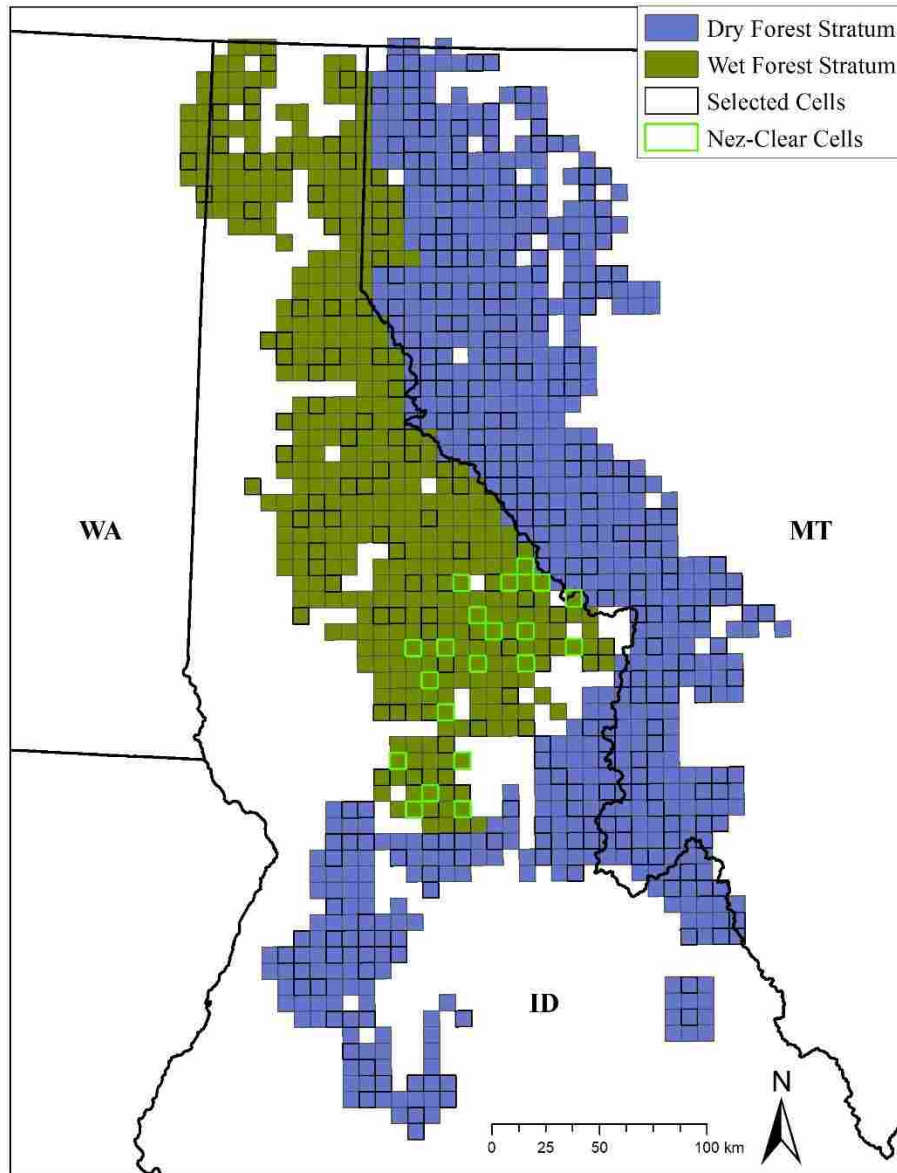 Dry Forest Stratum
Wet Forest Stratum
Selected Cells
Nez-Clear Cells
WA
MT
ID
N
0 25 50 100 km